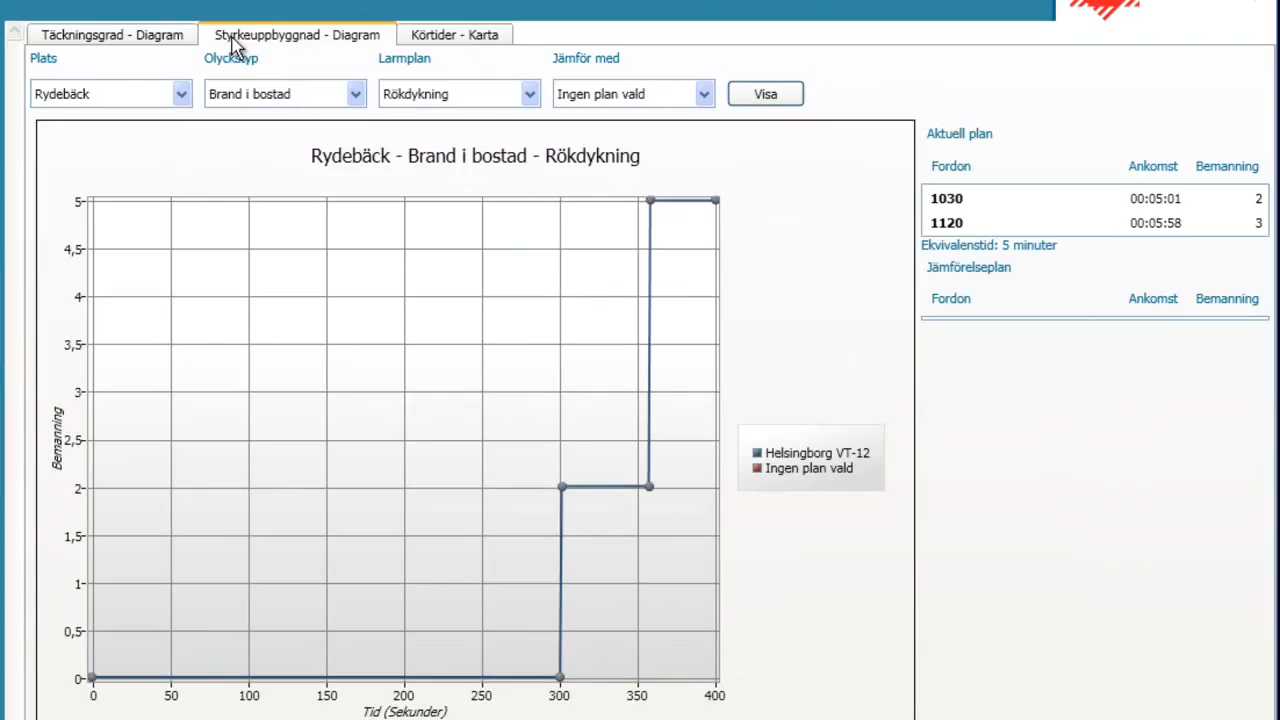 Täckningsgrad - Diagram
Styrkeuppbyggnad - Diagram
Körtider - Karta
Plats
Olyckstyp
Larmplan
Jämför med
Rydebäck
Brand i bostad
Rökdykning
Ingen plan vald
Visa
Rydebäck - Brand i bostad - Rökdykning
5
4,5
4
3,5
3
2,5
2
1,5
1
0,5
0
Bemanning
0 50 100 150 200 250 300 350 400
Tid (Sekunder)
Helsingborg VT-12
Ingen plan vald
Aktuell plan
Fordon Ankomst Bemanning
1030 00:05:01 2
1120 00:05:58 3
Ekvivalenstid: 5 minuter
Jämförelseplan
Fordon Ankomst Bemanning